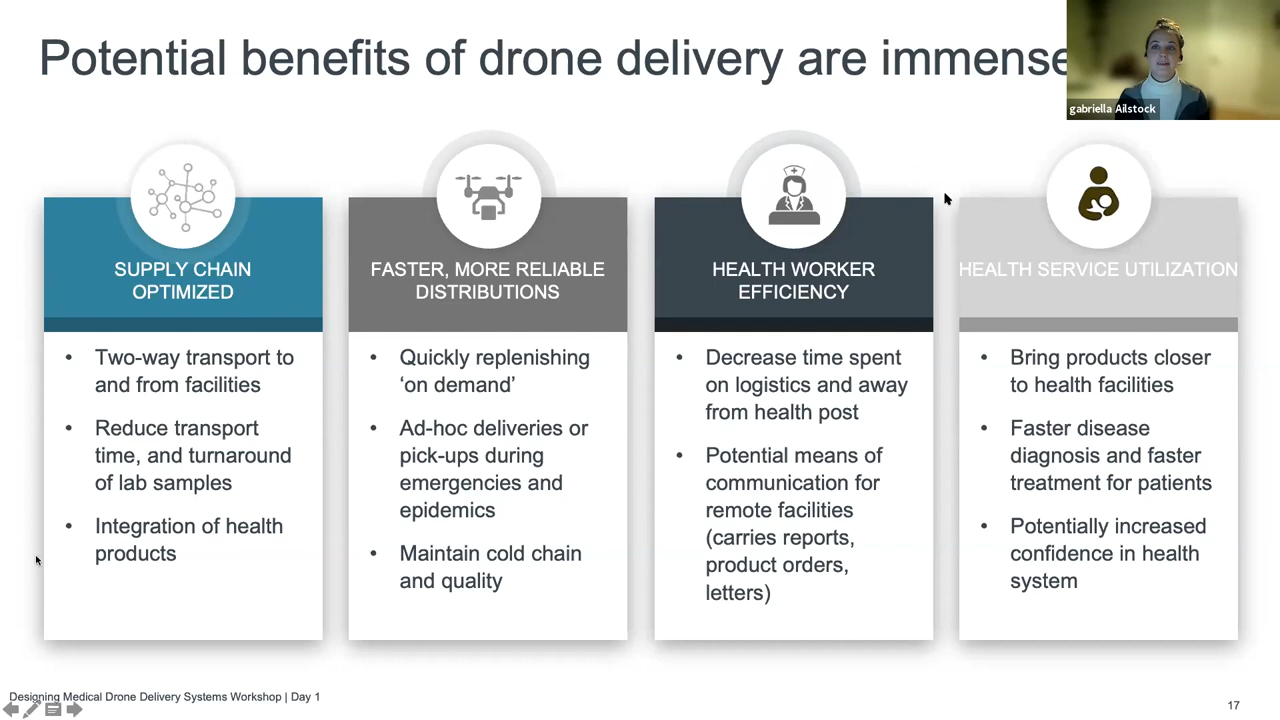 Potential benefits of drone delivery are immense
gabriella Ailstock
SUPPLY CHAIN
OPTIMIZED
• Two-way transport to
and from facilities
• Reduce transport
time, and turnaround
of lab samples
• Integration of health
products
FASTER, MORE RELIABLE
DISTRIBUTIONS
• Quickly replenishing
‘on demand’
• Ad-hoc deliveries or
pick-ups during
emergencies and
epidemics
• Maintain cold chain
and quality
HEALTH WORKER
EFFICIENCY
• Decrease time spent
on logistics and away
from health post
• Potential means of
communication for
remote facilities
(carries reports,
product orders,
letters)
HEALTH SERVICE UTILIZATION
• Bring products closer
to health facilities
• Faster disease
diagnosis and faster
treatment for patients
• Potentially increased
confidence in health
system
Designing Medical Drone Delivery Systems Workshop | Day 1
17